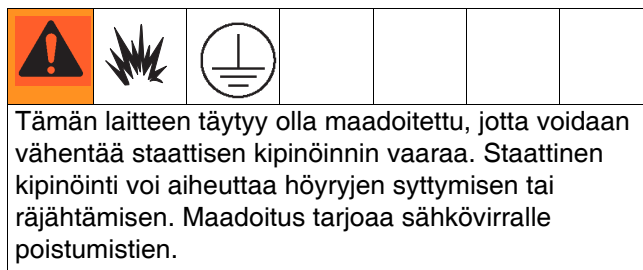 Tämän laitteen täytyy olla maadoitettu, jotta voidaan
vähentää staattisen kipinöinnin vaaraa. Staattinen
kipinöinti voi aiheuttaa höyryjen syttymisen tai
räjähtämisen. Maadoitus tarjoaa sähkövirralle
poistumistien.